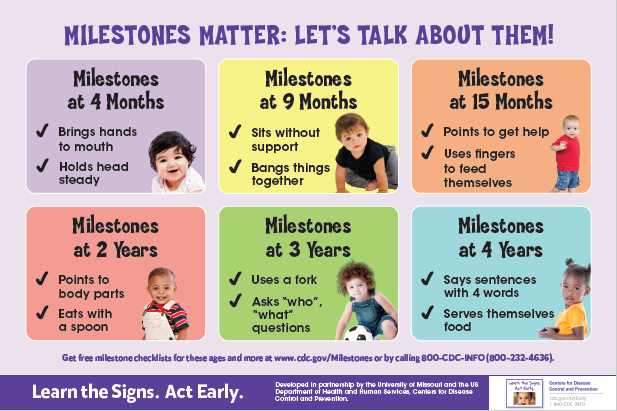 MILESTONES MATTER: LET'S TALK ABOUT THEM!
Milestones
at 4 Months
✔ Brings hands
to mouth
✔ Holds head
steady
Milestones
at 9 Months
✔ Sits without
support
✔ Bangs things
together
Milestones
at 15 Months
✔ Points to get help
✔ Uses fingers
to feed
themselves
Milestones
at 2 Years
✔ Points to
body parts
✔ Eats with
a spoon
Milestones
at 3 Years
✔ Uses a fork
✔ Asks "who",
"what"
questions
Milestones
at 4 Years
✔ Says sentences
with 4 words
✔ Serves themselves
food
Get free milestone checklists for these ages and more at www.cdc.gov/Milestones or by calling 800-CDC-INFO (800-232-4636).
Learn the Signs. Act Early.
Developed in partnership by the University of Missouri and the US
Department of Health and Human Services, Centers for Disease
Control and Prevention.
Learn the Signs.
Act Early.
Centers for Disease
Control and Prevention
cdc.gov/ActEarly
1-800-CDC-INFO